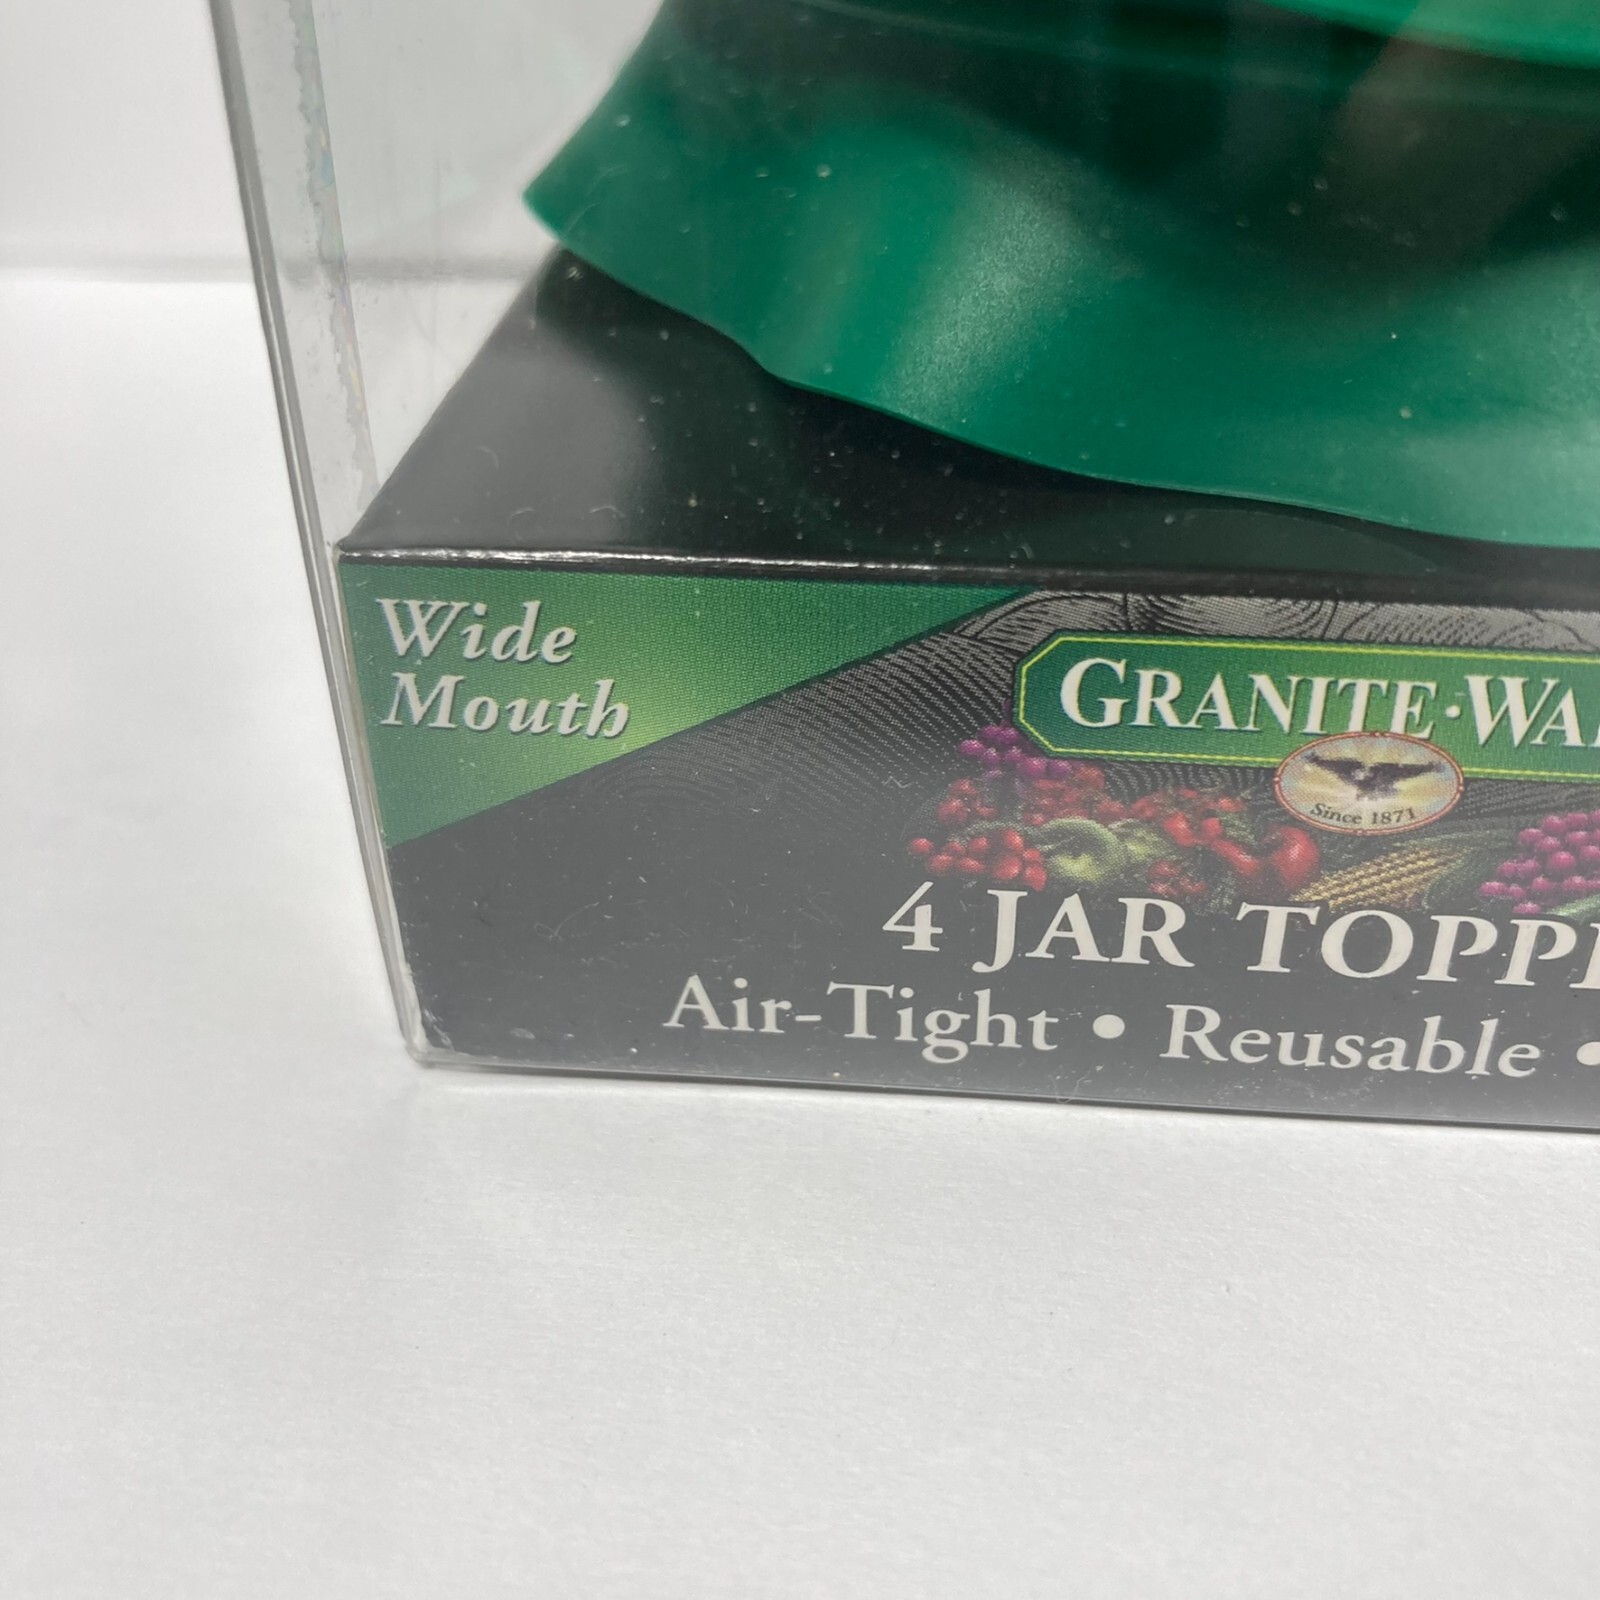 Wide
Mouth
GRANITE·WA
Since 1871
4 JAR TOPP
Air-Tight • Reusable •